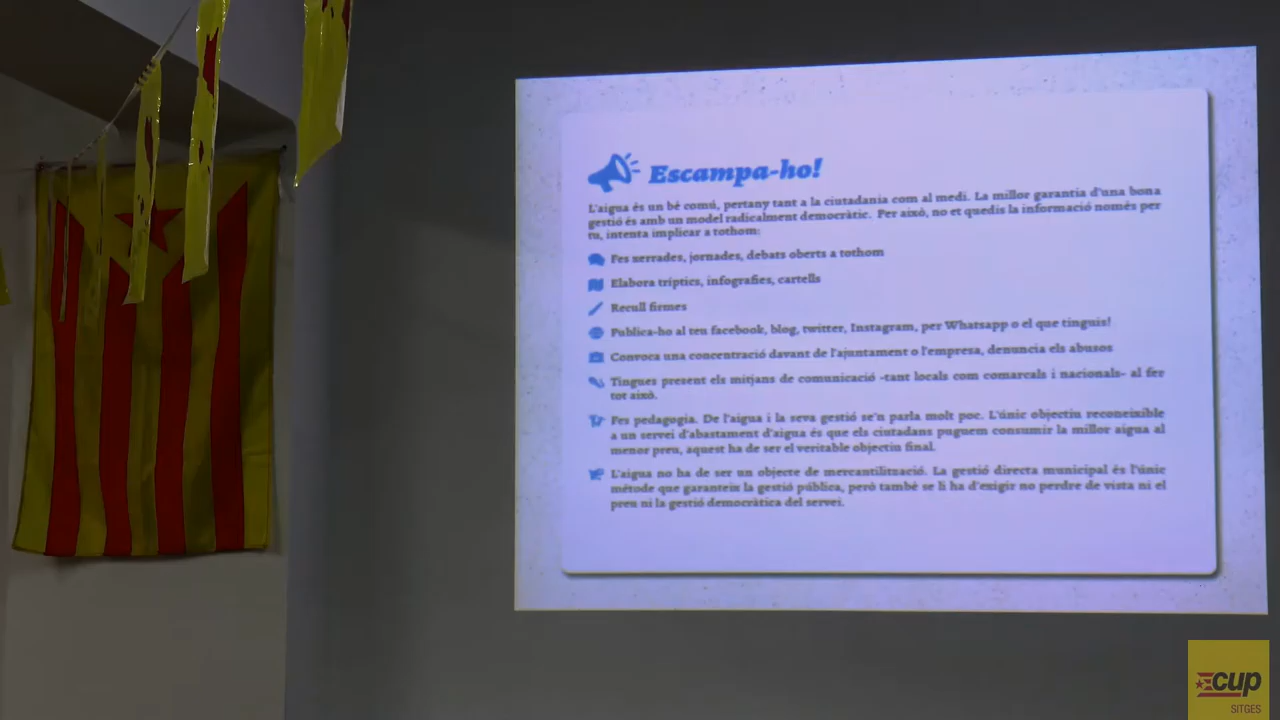 Escampa-ho!
L'aigua és un bé comú, pertany tant a la ciutadania com al medi. La millor garantia d'una bona
gestió és amb un model radicalment democràtic. Per això, no et quedis la informació només per
tu, intenta implicar a tothom:
Fes xerrades, jornades, debats oberts a tothom
Elabora tríptics, infografies, cartells
Recull firmes
Publica-ho al teu facebook, blog, twitter, Instagram, per Whatsapp o el que tinguis!
Convoca una concentració davant de l'ajuntament o l'empresa, denuncia els abusos
Tingues present els mitjans de comunicació -tant locals com comarcals i nacionals- al fer
tot això.
Fes pedagogia. De l'aigua i la seva gestió se'n parla molt poc. L'únic objectiu reconeixible
a un servei d'abastament d'aigua és que els ciutadans puguem consumir la millor aigua al
menor preu, aquest ha de ser el veritable objectiu final.
L'aigua no ha de ser un objecte de mercantilització. La gestió directa municipal és l'únic
mètode que garanteix la gestió pública, però també se li ha d'exigir no perdre de vista ni el
preu ni la gestió democràtica del servei.
cup
SITGES